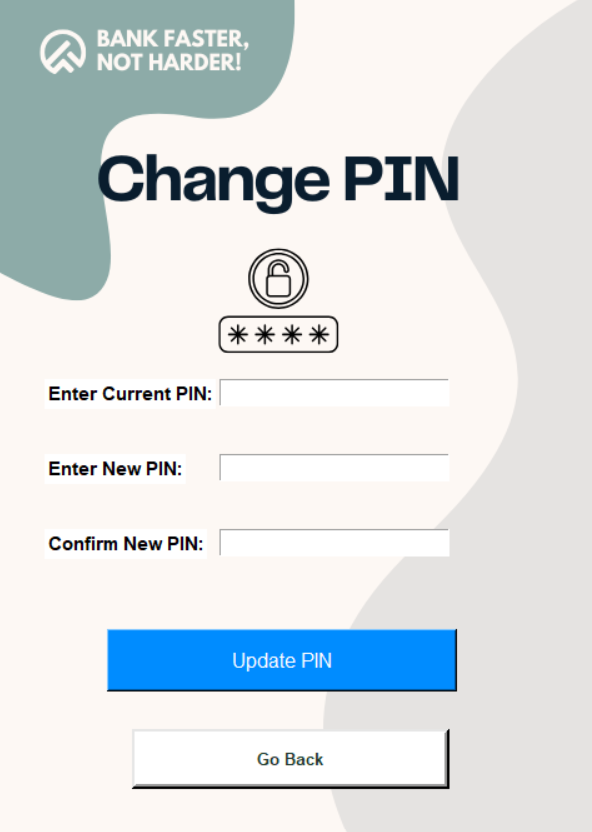 BANK FASTER,
NOT HARDER!
Change PIN
****
Enter Current PIN:
Enter New PIN:
Confirm New PIN:
Update PIN
Go Back